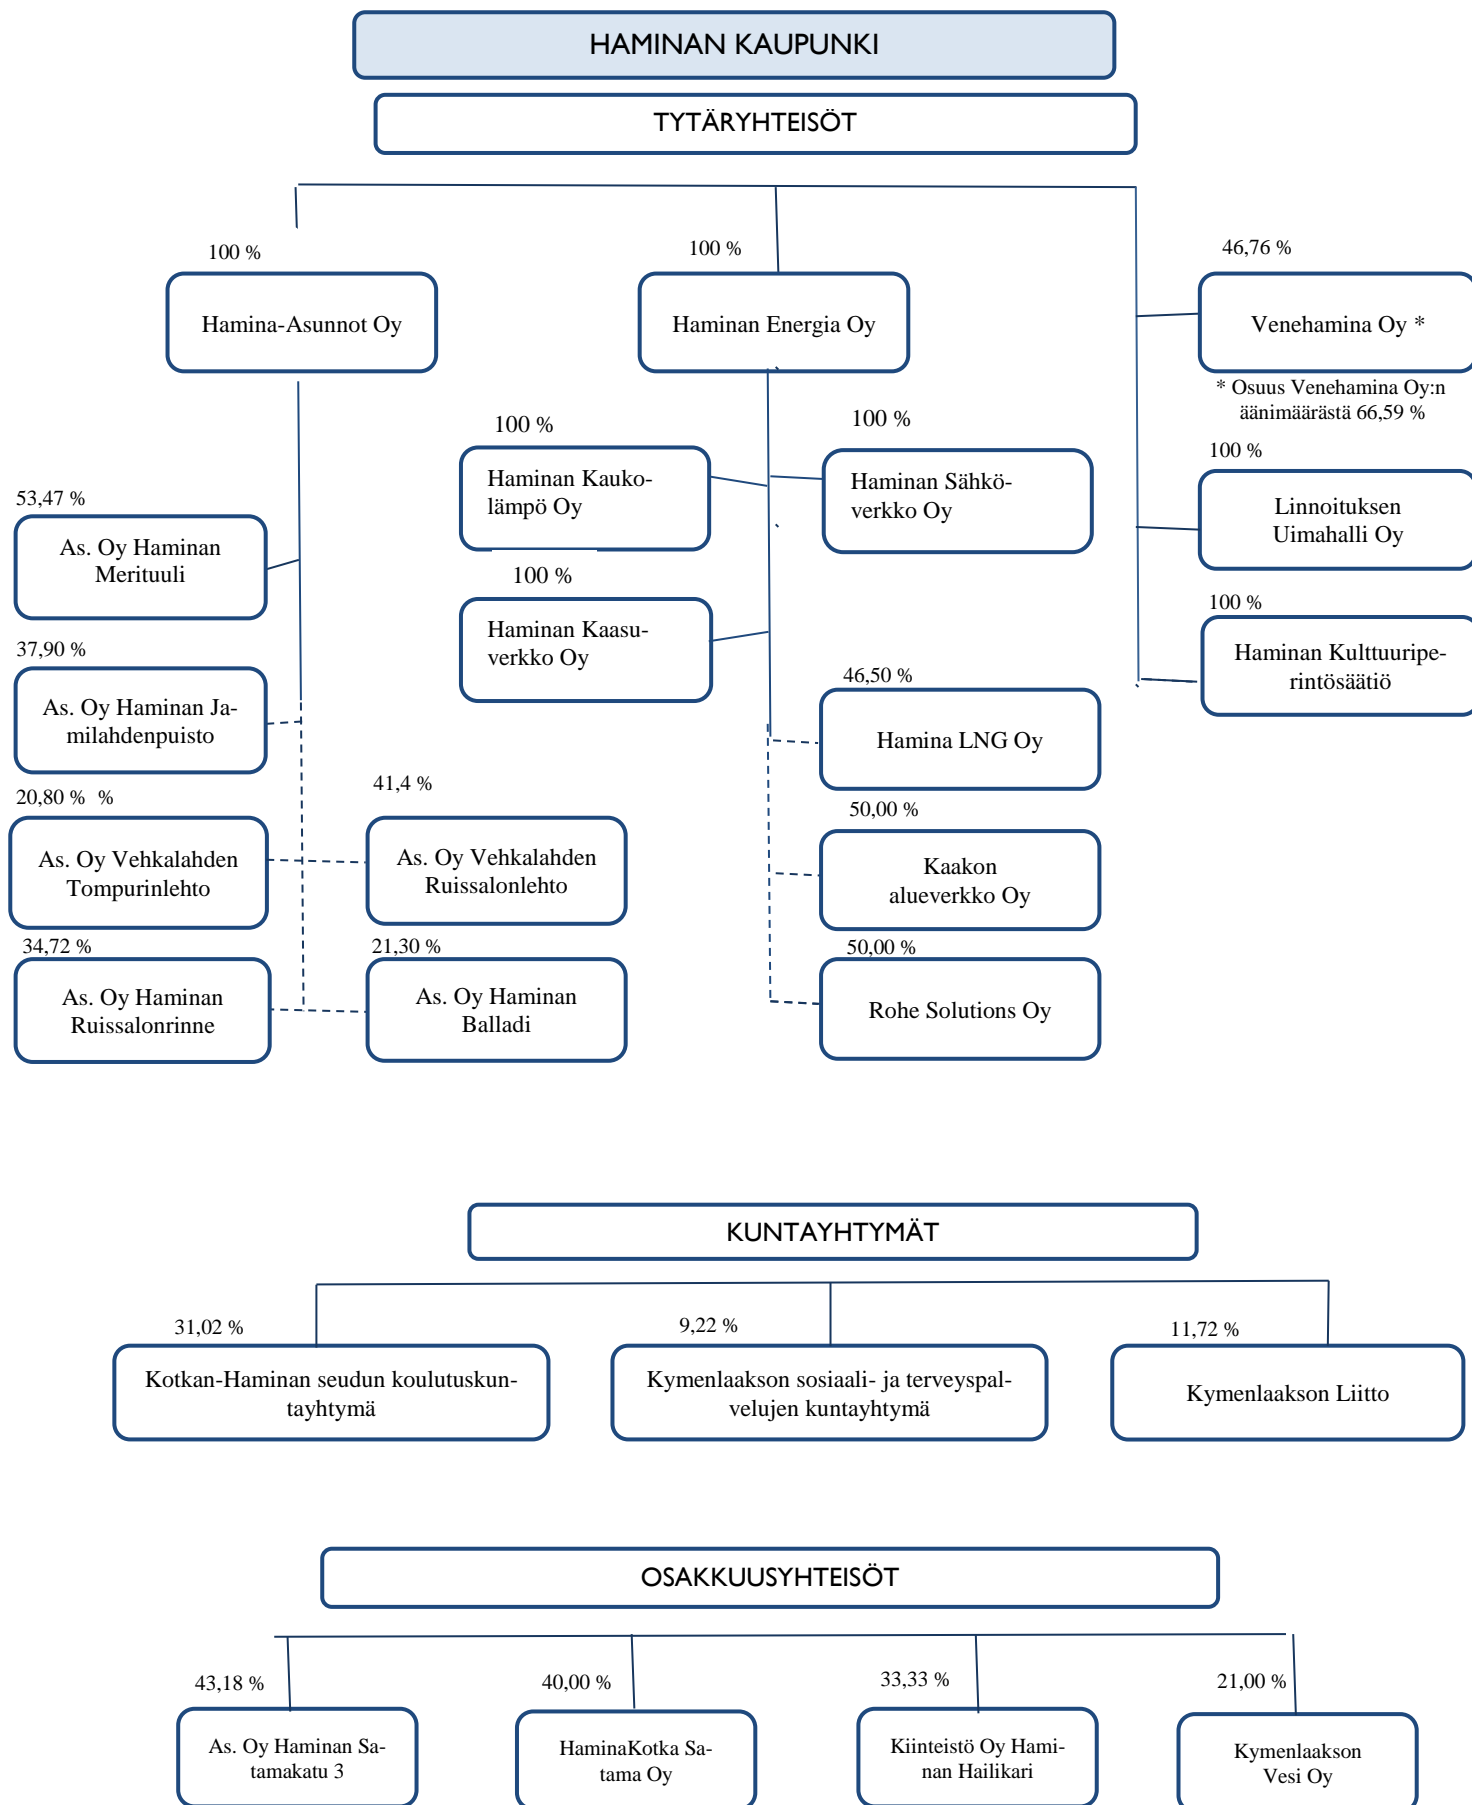 HAMINAN KAUPUNKI
TYTÄRYHTEISÖT
100 %
Hamina-Asunnot Oy
100 %
Haminan Energia Oy
46,76 %
Venehamina Oy *
* Osuus Venehamina Oy:n
äänimäärästä 66,59 %
100 %
Linnoituksen
Uimahalli Oy
100 %
Haminan Kulttuuripe-
rintösäätiö
53,47 %
As. Oy Haminan
Merituuli
37,90 %
As. Oy Haminan Ja-
milahdenpuisto
20,80 %  %
As. Oy Vehkalahden
Tompurinlehto
41,4 %
As. Oy Vehkalahden
Ruissalonlehto
34,72 %
As. Oy Haminan
Ruissalonrinne
21,30 %
As. Oy Haminan
Balladi
100 %
Haminan Kauko-
lämpö Oy
100 %
Haminan Sähkö-
verkko Oy
100 %
Haminan Kaasu-
verkko Oy
46,50 %
Hamina LNG Oy
50,00 %
Kaakon
alueverkko Oy
50,00 %
Rohe Solutions Oy
KUNTAYHTYMÄT
31,02 %
Kotkan-Haminan seudun koulutuskun-
tayhtymä
9,22 %
Kymenlaakson sosiaali- ja terveyspal-
velujen kuntayhtymä
11,72 %
Kymenlaakson Liitto
OSAKKUUSYHTEISÖT
43,18 %
As. Oy Haminan Sa-
tamakatu 3
40,00 %
HaminaKotka Sa-
tama Oy
33,33 %
Kiinteistö Oy Hami-
nan Hailikari
21,00 %
Kymenlaakson
Vesi Oy